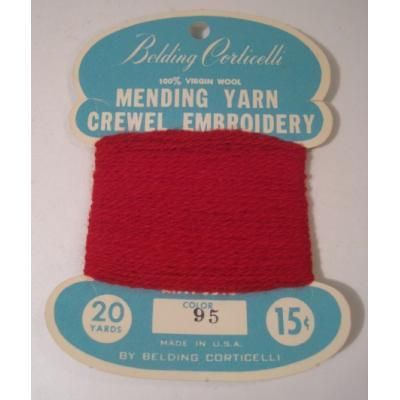 Belding Corticelli
100% VIRGIN WOOL
MENDING YARN
CREWEL EMBROIDERY
20
YARDS
COLOR
95
15¢
MADE IN U.S.A.
BY BELDING CORTICELLI